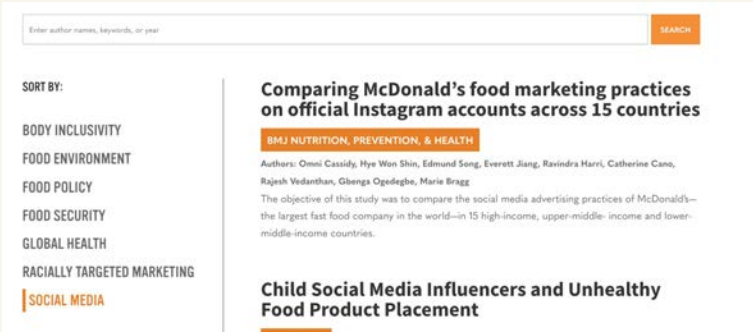 Enter author names, keywords, or year
SEARCH
SORT BY:
BODY INCLUSIVITY
FOOD ENVIRONMENT
FOOD POLICY
FOOD SECURITY
GLOBAL HEALTH
RACIALLY TARGETED MARKETING
SOCIAL MEDIA
Comparing McDonald's food marketing practices
on official Instagram accounts across 15 countries
BMJ NUTRITION, PREVENTION, & HEALTH
Authors: Omni Cassidy, Hye Won Shin, Edmund Song, Everett Jiang, Ravindra Harri, Catherine Cano,
Rajesh Vedanthan, Gbenga Ogedegbe, Marie Bragg
The objective of this study was to compare the social media advertising practices of McDonald's—
the largest fast food company in the world—in 15 high-income, upper-middle- income and lower-
middle-income countries.
Child Social Media Influencers and Unhealthy
Food Product Placement